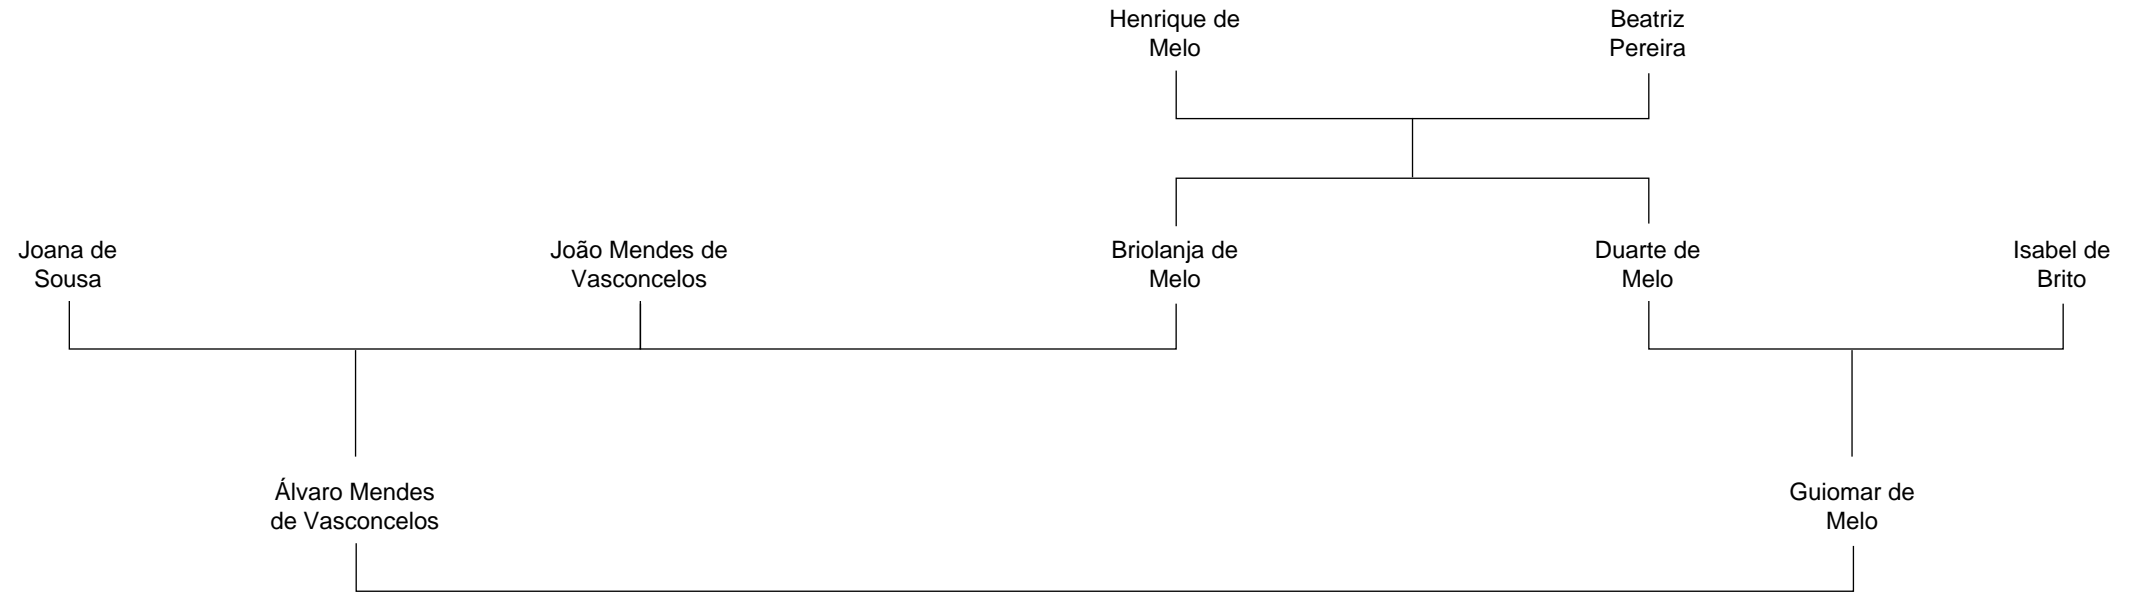 Henrique de
Melo
Beatriz
Pereira
Joana de
Sousa
João Mendes de
Vasconcelos
Briolanja de
Melo
Duarte de
Melo
Isabel de
Brito
Álvaro Mendes
de Vasconcelos
Guiomar de
Melo